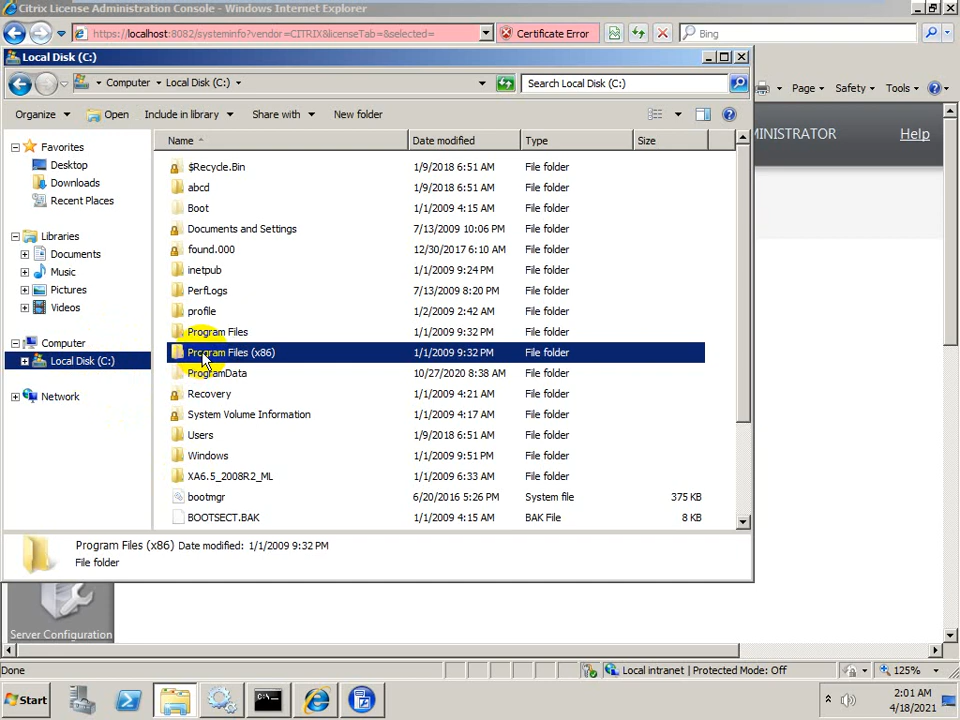 Citrix License Administration Console - Windows Internet Explorer
https://localhost:8082/systeminfo?vendor=CITRIX&licenseTab=&selected=
Certificate Error
Bing
Local Disk (C:)
Computer
Local Disk (C:)
Search Local Disk (C:)
Page
Safety
Tools
Organize
Open
Include in library
Share with
New folder
MINISTRATOR
Help
Name
Date modified
Type
Size
Favorites
Desktop
Downloads
Recent Places
Libraries
Documents
Music
Pictures
Videos
Computer
Local Disk (C:)
Network
$Recycle.Bin 1/9/2018 6:51 AM File folder
abcd 1/9/2018 6:51 AM File folder
Boot 1/1/2009 4:15 AM File folder
Documents and Settings 7/13/2009 10:06 PM File folder
found.000 12/30/2017 6:10 AM File folder
inetpub 1/1/2009 9:24 PM File folder
PerfLogs 7/13/2009 8:20 PM File folder
profile 1/2/2009 2:42 AM File folder
Program Files 1/1/2009 9:32 PM File folder
Program Files (x86) 1/1/2009 9:32 PM File folder
ProgramData 10/27/2020 8:38 AM File folder
Recovery 1/1/2009 4:21 AM File folder
System Volume Information 1/1/2009 4:17 AM File folder
Users 1/9/2018 6:51 AM File folder
Windows 1/1/2009 9:51 PM File folder
XA6.5_2008R2_ML 1/1/2009 6:33 AM File folder
bootmgr 6/20/2016 5:26 PM System file 375 KB
BOOTSECT.BAK 1/1/2009 4:15 AM BAK File 8 KB
Program Files (x86) Date modified: 1/1/2009 9:32 PM
File folder
Server Configuration
Done
Local intranet | Protected Mode: Off
125%
Start
2:01 AM
4/18/2021